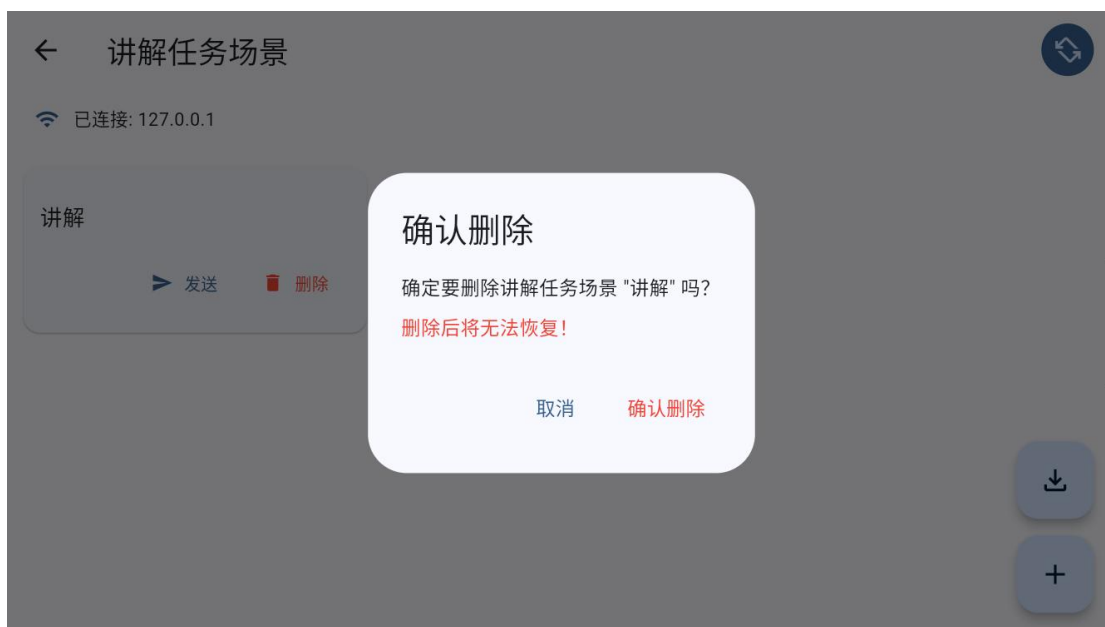 讲解任务场景
已连接: 127.0.0.1
讲解
发送 删除
确认删除
确定要删除讲解任务场景 "讲解" 吗?
删除后将无法恢复!
取消 确认删除